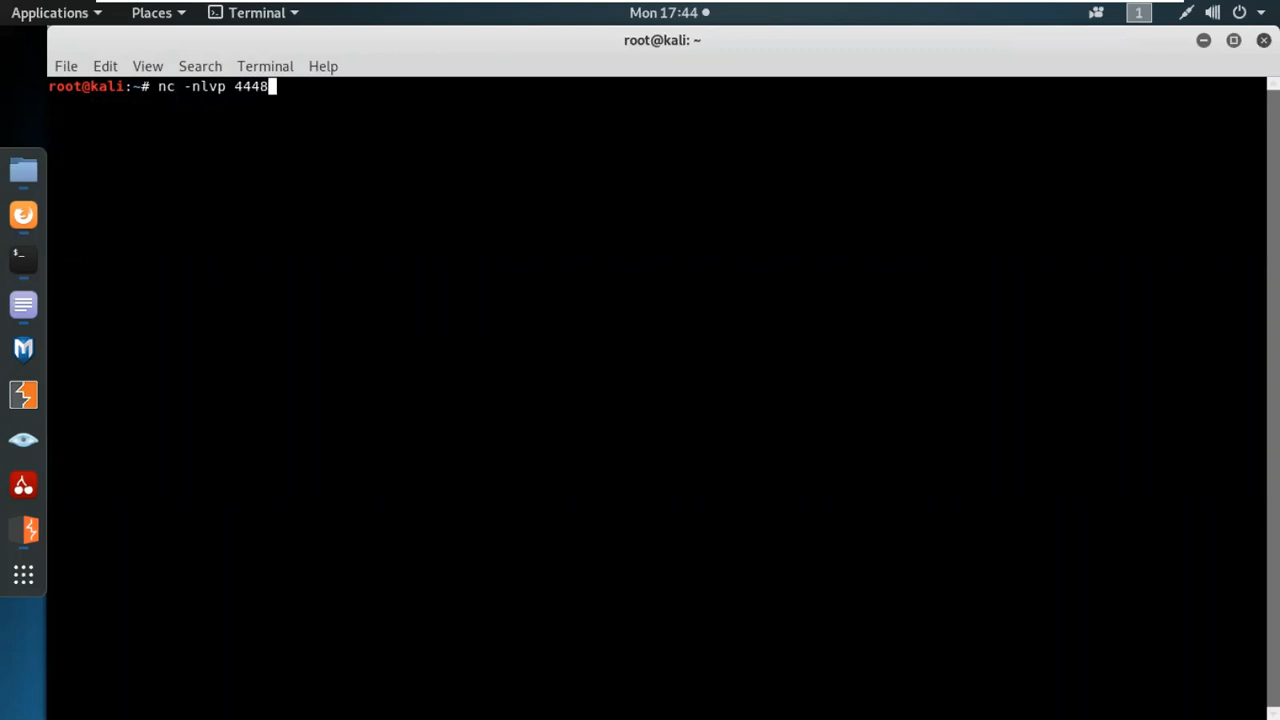 Applications Places Terminal Mon 17:44 1
root@kali: ~
File Edit View Search Terminal Help
root@kali:~# nc -nlvp 4448